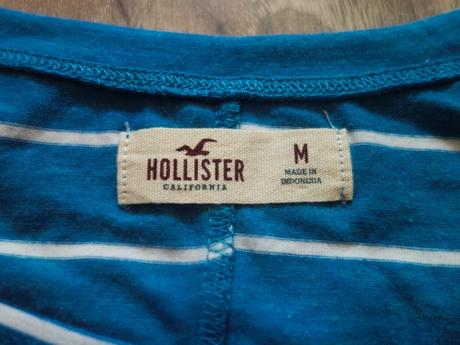 HOLLISTER
CALIFORNIA
M
MADE IN
INDONESIA